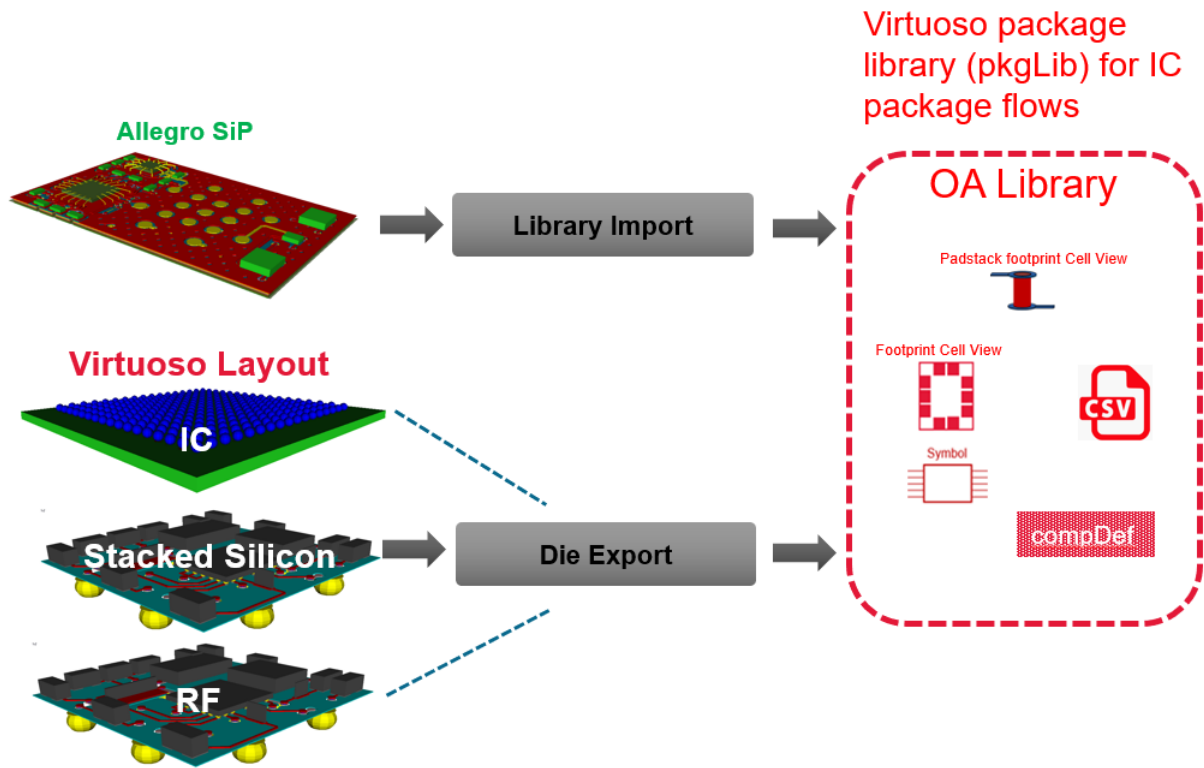 Virtuoso package
library (pkgLib) for IC
package flows
Allegro SiP
Library Import
OA Library
Padstack footprint Cell View
Footprint Cell View
CSV
Symbol
compDef
Virtuoso Layout
IC
Stacked Silicon
Die Export
RF